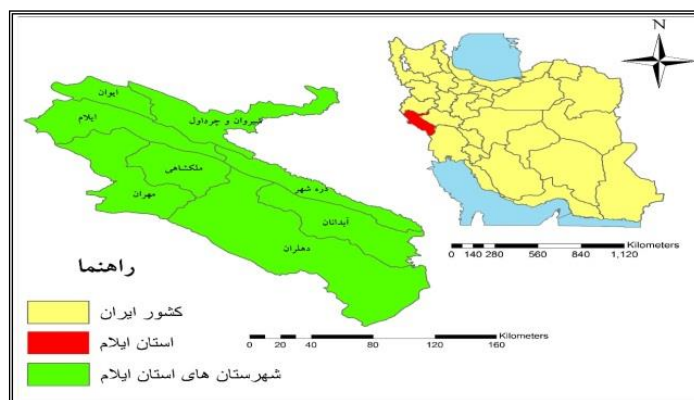 N
ایوان
ایلام
شیروان و چرداول
ملکشاهی
مهران
دره شهر
آبدانان
دهلران
Kilometers
0 140 280 560 840 1,120
راهنما
کشور ایران
استان ایلام
شهرستان های استان ایلام
Kilometers
0 20 40 80 120 160